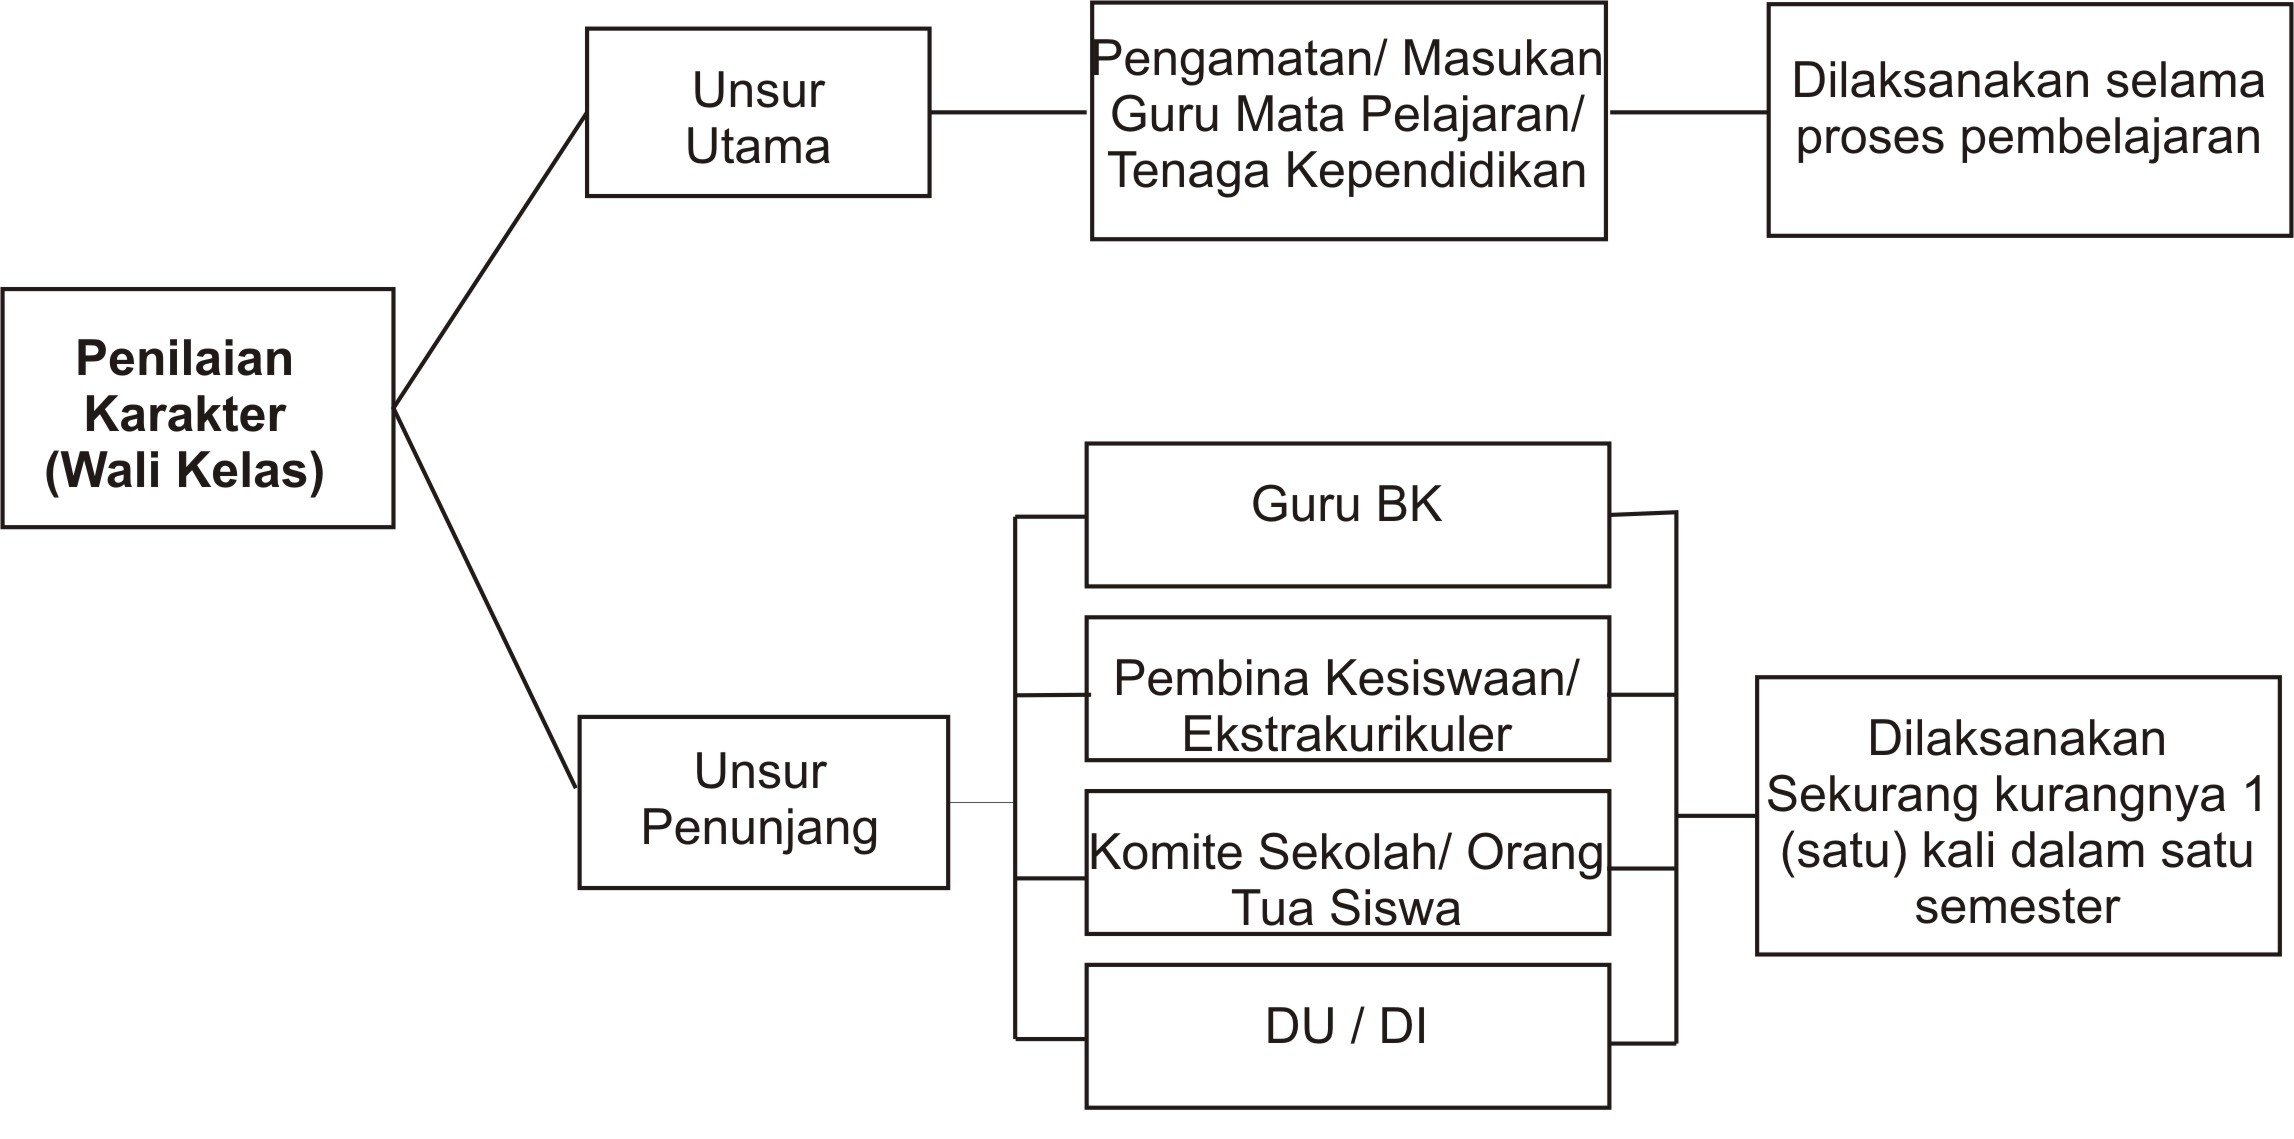 Unsur
Utama
Pengamatan/ Masukan
Guru Mata Pelajaran/
Tenaga Kependidikan
Dilaksanakan selama
proses pembelajaran
Penilaian
Karakter
(Wali Kelas)
Unsur
Penunjang
Guru BK
Pembina Kesiswaan/
Ekstrakurikuler
Komite Sekolah/ Orang
Tua Siswa
DU / DI
Dilaksanakan
Sekurang kurangnya 1
(satu) kali dalam satu
semester